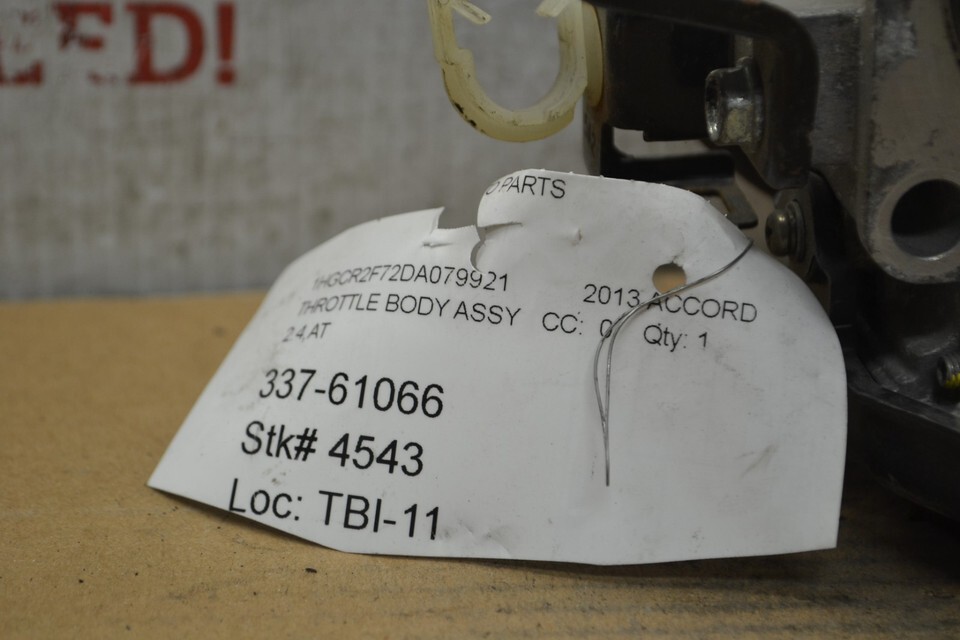 PARTS
1HGCR2F72DA079921
2013 ACCORD
THROTTLE BODY ASSY CC: 0 Qty: 1
2.4,AT
337-61066
Stk# 4543
Loc: TBI-11